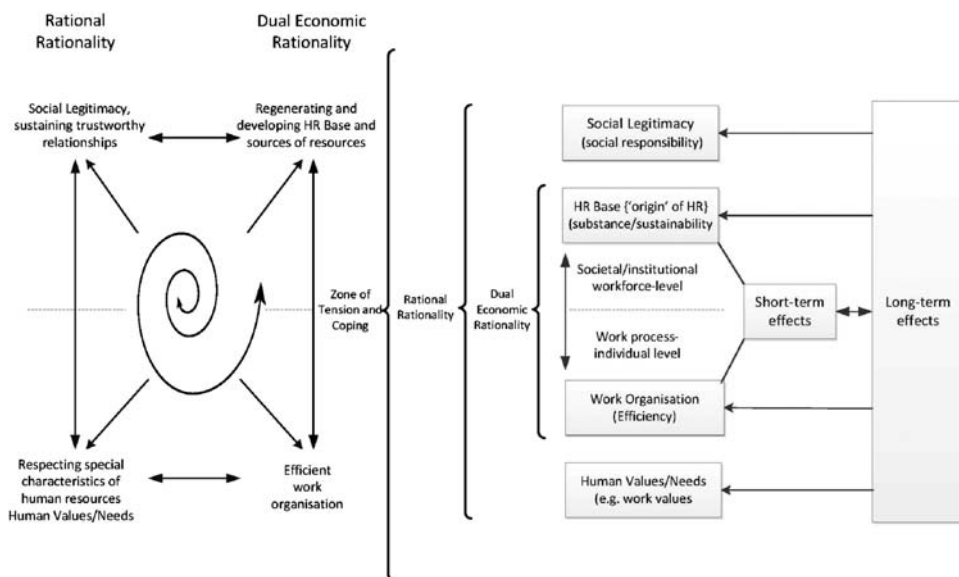 Rational
Rationality
Dual Economic
Rationality
Social Legitimacy,
sustaining trustworthy
relationships
Regenerating and
developing HR Base and
sources of resources
Respecting special
characteristics of
human resources
Human Values/Needs
Efficient
work
organisation
Zone of
Tension and
Coping
Rational
Rationality
Dual
Economic
Rationality
Social Legitimacy
(social responsibility)
HR Base {'origin' of HR}
(substance/sustainability
Societal/institutional
workforce-level
Work process-
individual level
Work Organisation
(Efficiency)
Human Values/Needs
(e.g. work values
Short-term
effects
Long-term
effects